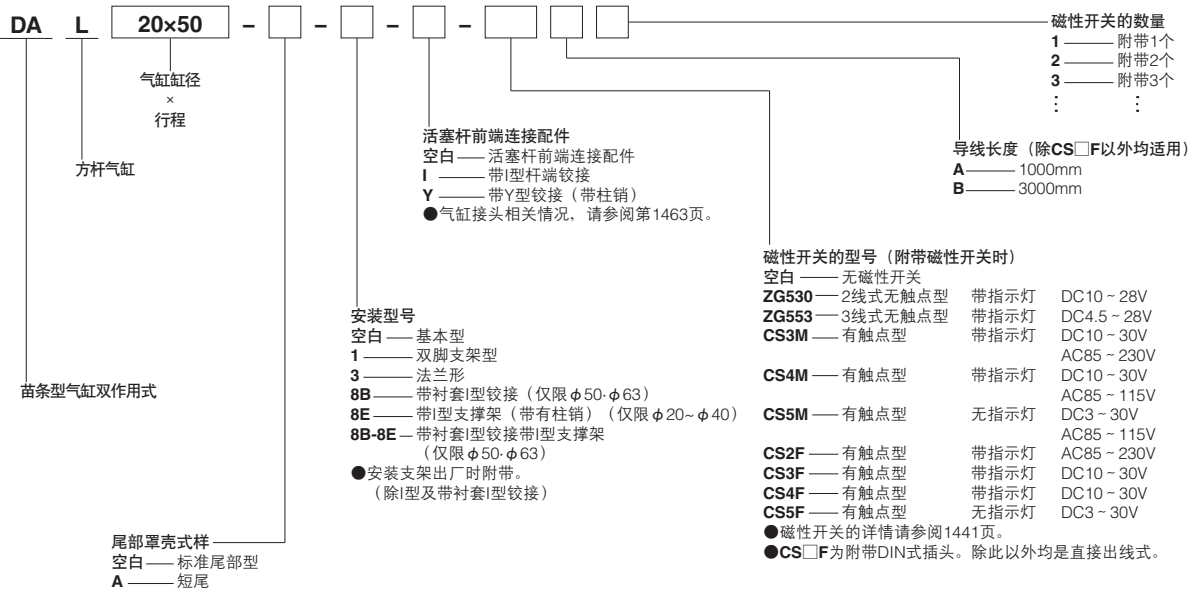 DA L 20×50 – □ – □ – □ – □ □ □
气缸缸径
×
行程
方杆气缸
苗条型气缸双作用式
尾部罩壳式样
空白 标准尾部型
A 短尾
安装型号
空白 基本型
1 双脚支架型
3 法兰形
8B 带衬套I型铰接（仅限φ50·φ63）
8E 带I型支撑架（带有柱销）（仅限φ20~φ40）
8B-8E 带衬套I型铰接带I型支撑架
（仅限φ50·φ63）
●安装支架出厂时附带。
（除I型及带衬套I型铰接）
活塞杆前端连接配件
空白 活塞杆前端连接配件
I 带I型杆端铰接
Y 带Y型铰接（带柱销）
●气缸接头相关情况，请参阅第1463页。
磁性开关的型号（附带磁性开关时）
空白 无磁性开关
ZG530 2线式无触点型 带指示灯 DC10～28V
ZG553 3线式无触点型 带指示灯 DC4.5～28V
CS3M 有触点型 带指示灯 DC10～30V
AC85～230V
CS4M 有触点型 带指示灯 DC10～30V
AC85～115V
CS5M 有触点型 无指示灯 DC3～30V
AC85～115V
CS2F 有触点型 带指示灯 AC85～230V
CS3F 有触点型 带指示灯 DC10～30V
CS4F 有触点型 带指示灯 DC10～30V
CS5F 有触点型 无指示灯 DC3～30V
●磁性开关的详情请参阅1441页。
●CS□F为附带DIN式插头。除此以外均是直接出线式。
导线长度（除CS□F以外均适用）
A 1000mm
B 3000mm
磁性开关的数量
1 附带1个
2 附带2个
3 附带3个
⋮ ⋮